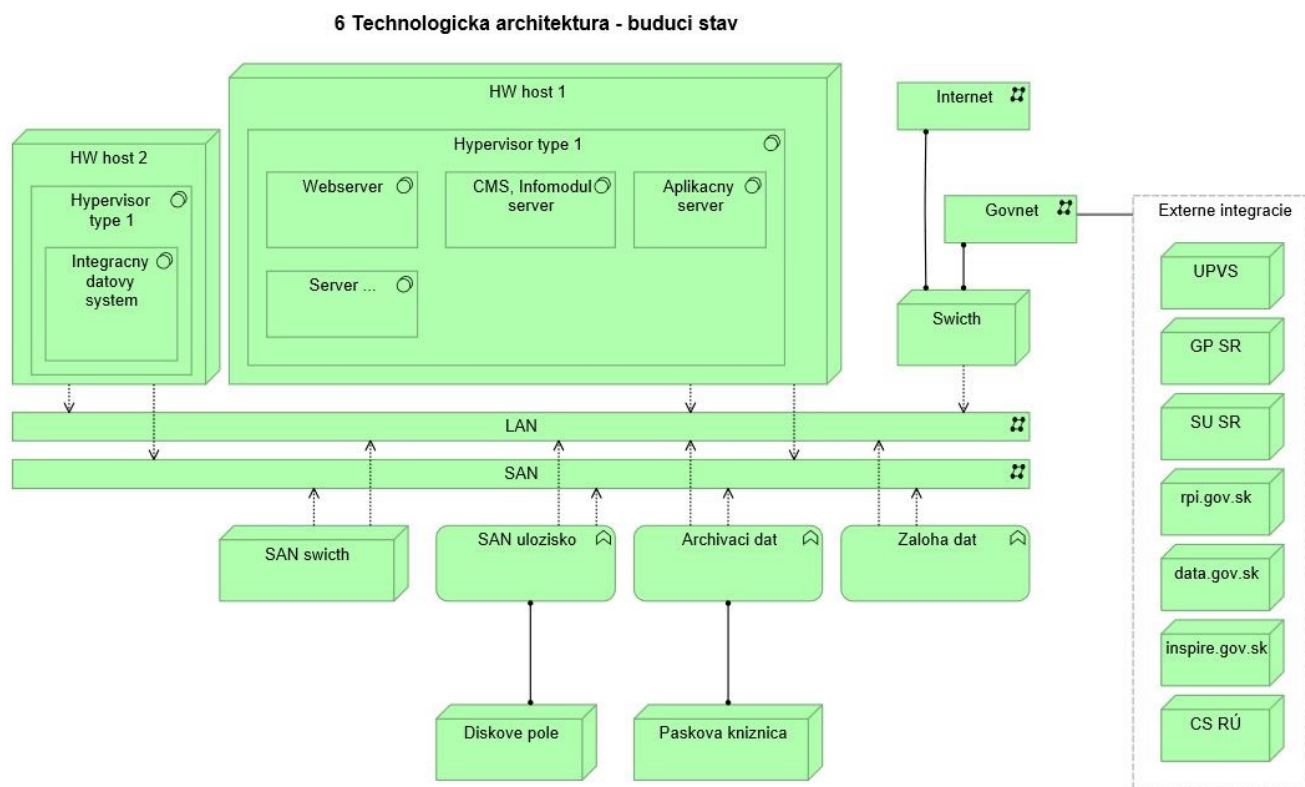 6 Technologicka architektura - buduci stav
HW host 1
Internet
Hypervisor type 1
HW host 2
Webserver
CMS, Infomodul
server
Aplikacny
server
Hypervisor
type 1
Govnet
Externe integracie
Integracny
datovy
system
UPVS
Server ...
Swicth
GP SR
LAN
SU SR
SAN
rpi.gov.sk
SAN swicth
SAN ulozisko
Archivaci dat
Zaloha dat
data.gov.sk
inspire.gov.sk
Diskove pole
Paskova kniznica
CS RÚ